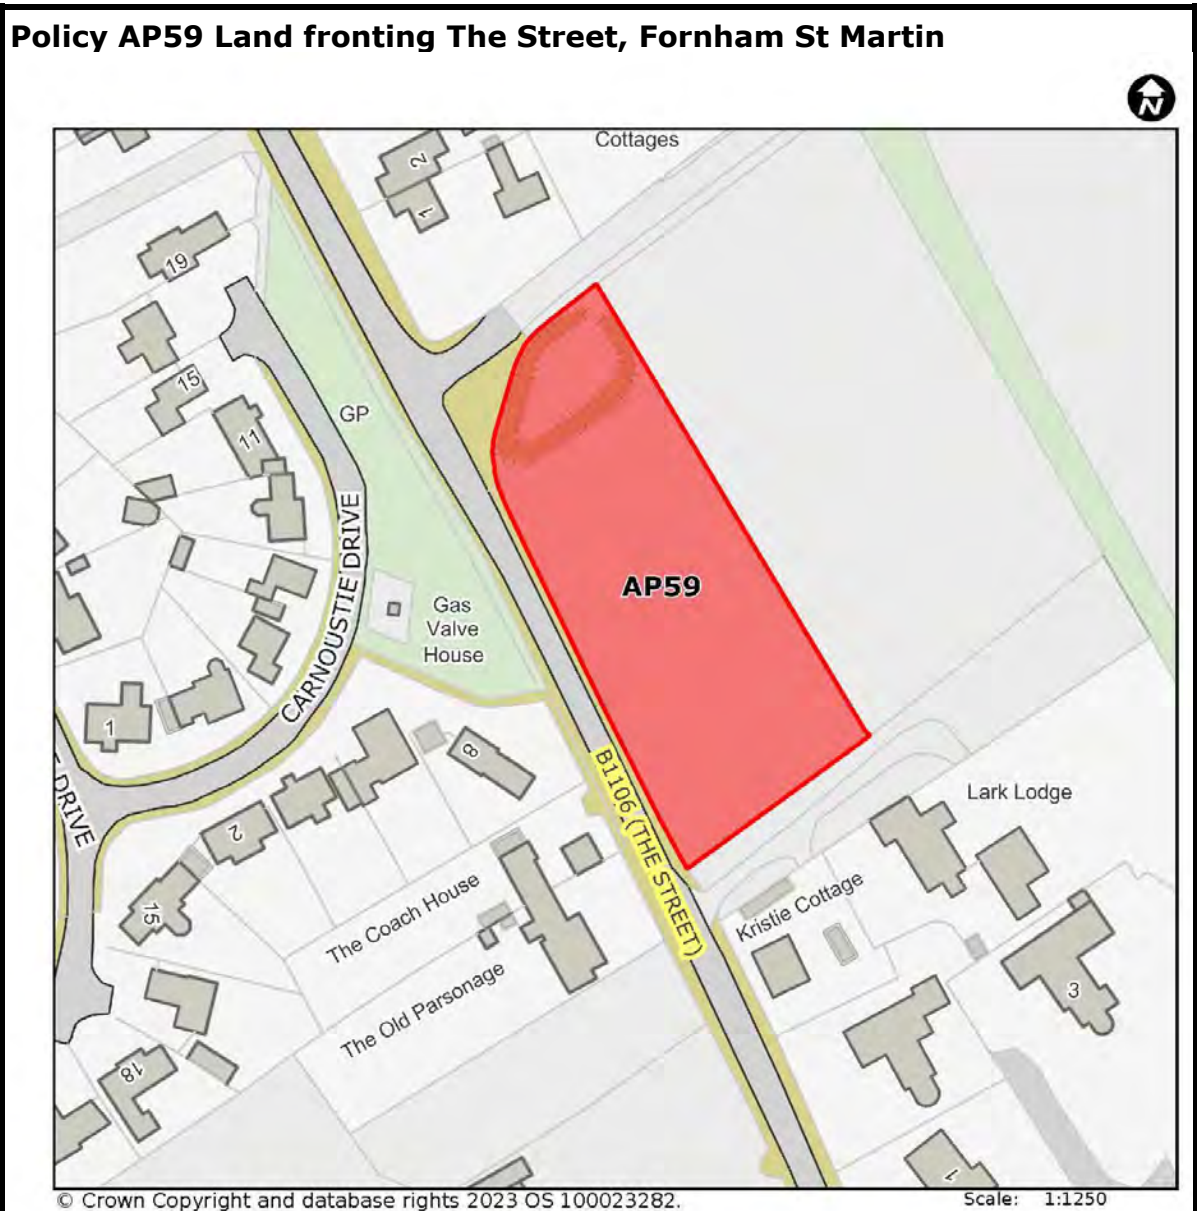 Policy AP59 Land fronting The Street, Fornham St Martin
N
Cottages
2
1
19
15
GP
11
CARNOUSTIE DRIVE
AP59
Gas
Valve
House
1
8
B1106 (THE STREET)
DRIVE
2
Lark Lodge
15
The Coach House
Kristie Cottage
The Old Parsonage
3
18
1
© Crown Copyright and database rights 2023 OS 100023282.
Scale: 1:1250